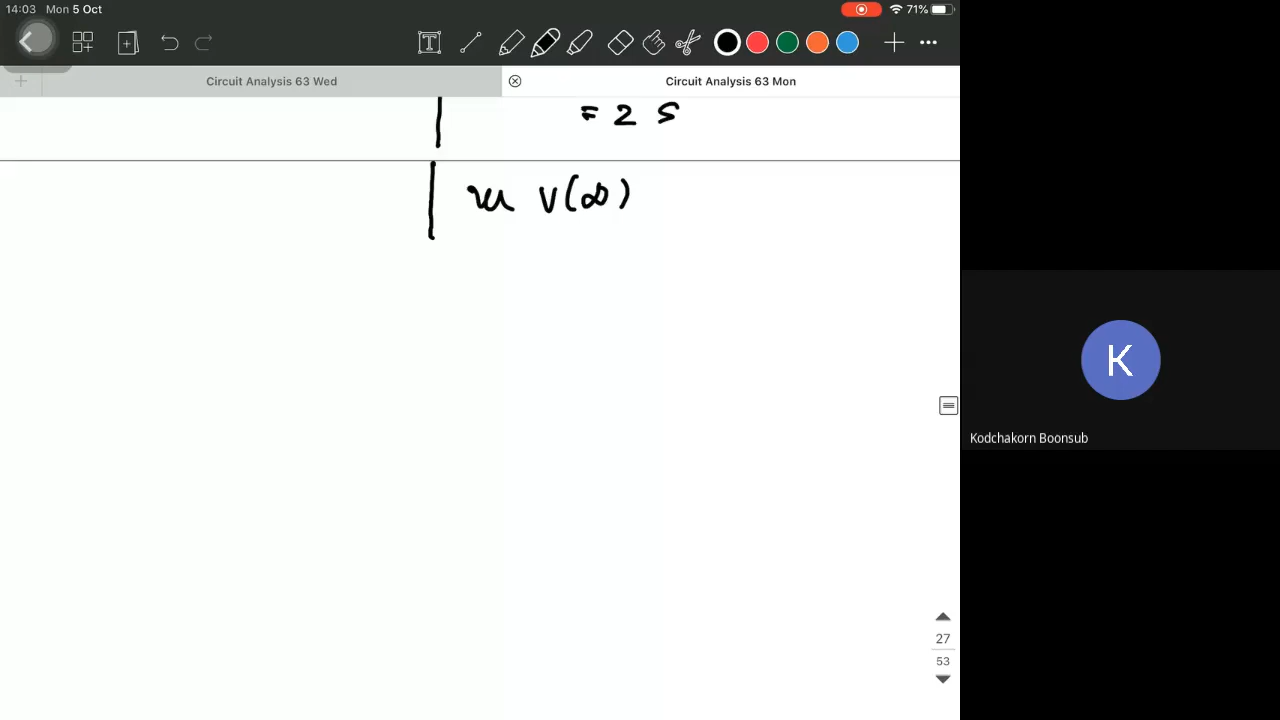 14:03 Mon 5 Oct 71%
Circuit Analysis 63 Wed Circuit Analysis 63 Mon
= 2 s
หา v(∞)
K
Kodchakorn Boonsub
27
53